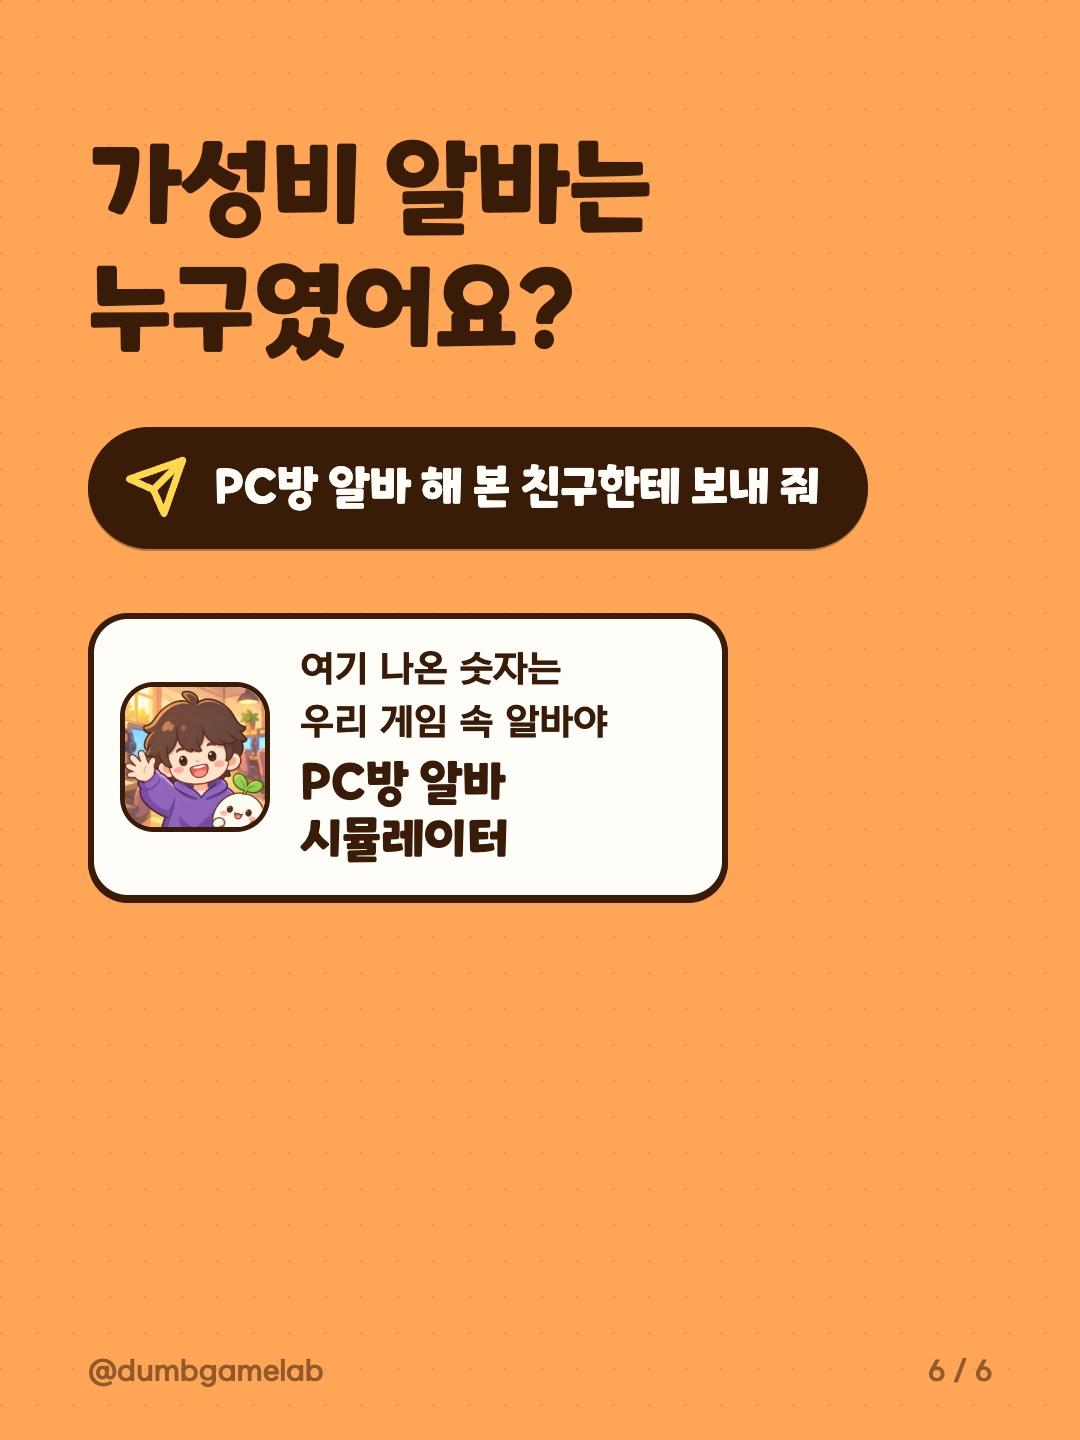 가성비 알바는
누구였어요?
PC방 알바 해 본 친구한테 보내 줘
여기 나온 숫자는
우리 게임 속 알바야
PC방 알바
시뮬레이터
@dumbgamelab
6 / 6